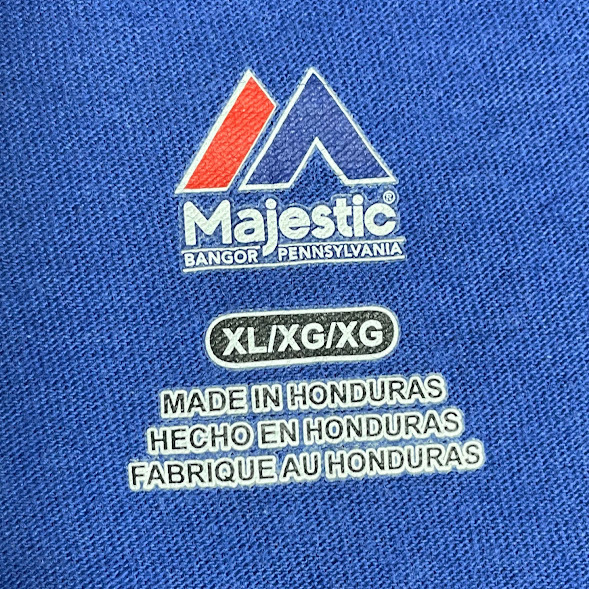 Majestic®
BANGOR PENNSYLVANIA
XL/XG/XG
MADE IN HONDURAS
HECHO EN HONDURAS
FABRIQUE AU HONDURAS